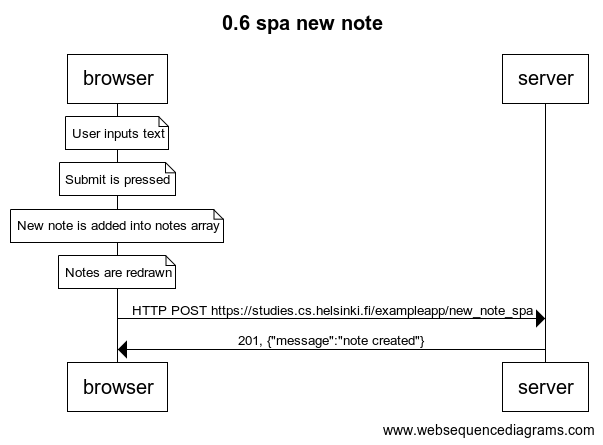 0.6 spa new note
browser
server
User inputs text
Submit is pressed
New note is added into notes array
Notes are redrawn
HTTP POST https://studies.cs.helsinki.fi/exampleapp/new_note_spa
201, {"message":"note created"}
browser
server
www.websequencediagrams.com